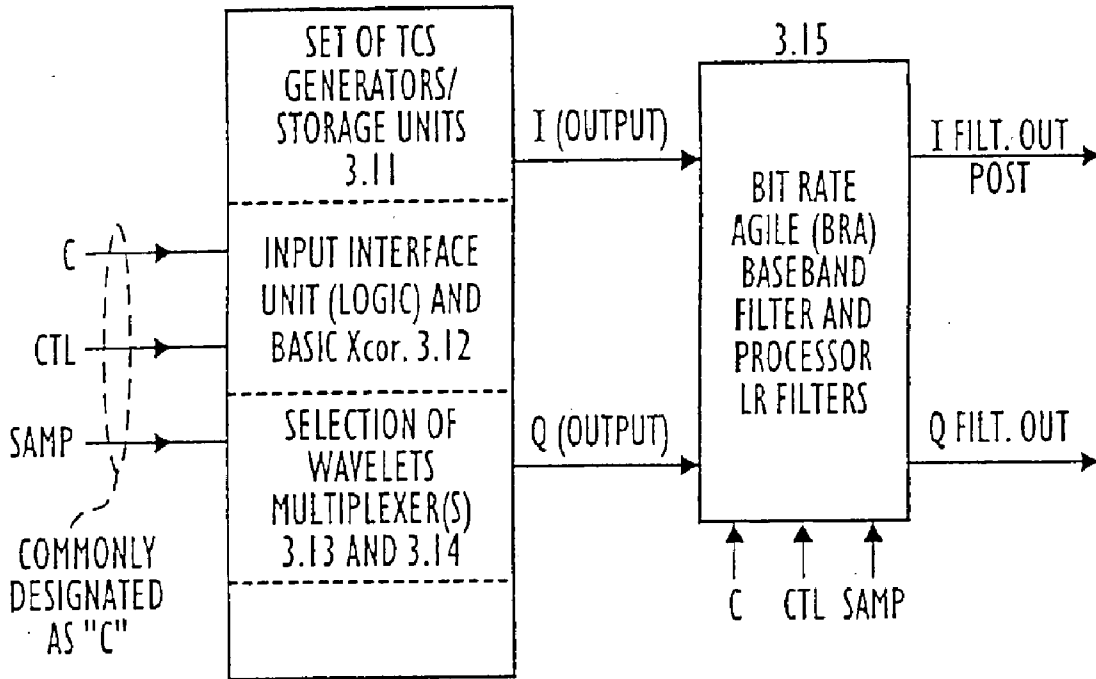 SET OF TCS
GENERATORS/
STORAGE UNITS
3.11
INPUT INTERFACE
UNIT (LOGIC) AND
BASIC Xcor. 3.12
SELECTION OF
WAVELETS
MULTIPLEXER(S)
3.13 AND 3.14
C
CTL
SAMP
COMMONLY
DESIGNATED
AS "C"
I (OUTPUT)
Q (OUTPUT)
3.15
BIT RATE
AGILE (BRA)
BASEBAND
FILTER AND
PROCESSOR
LR FILTERS
C CTL SAMP
I FILT. OUT
POST
Q FILT. OUT